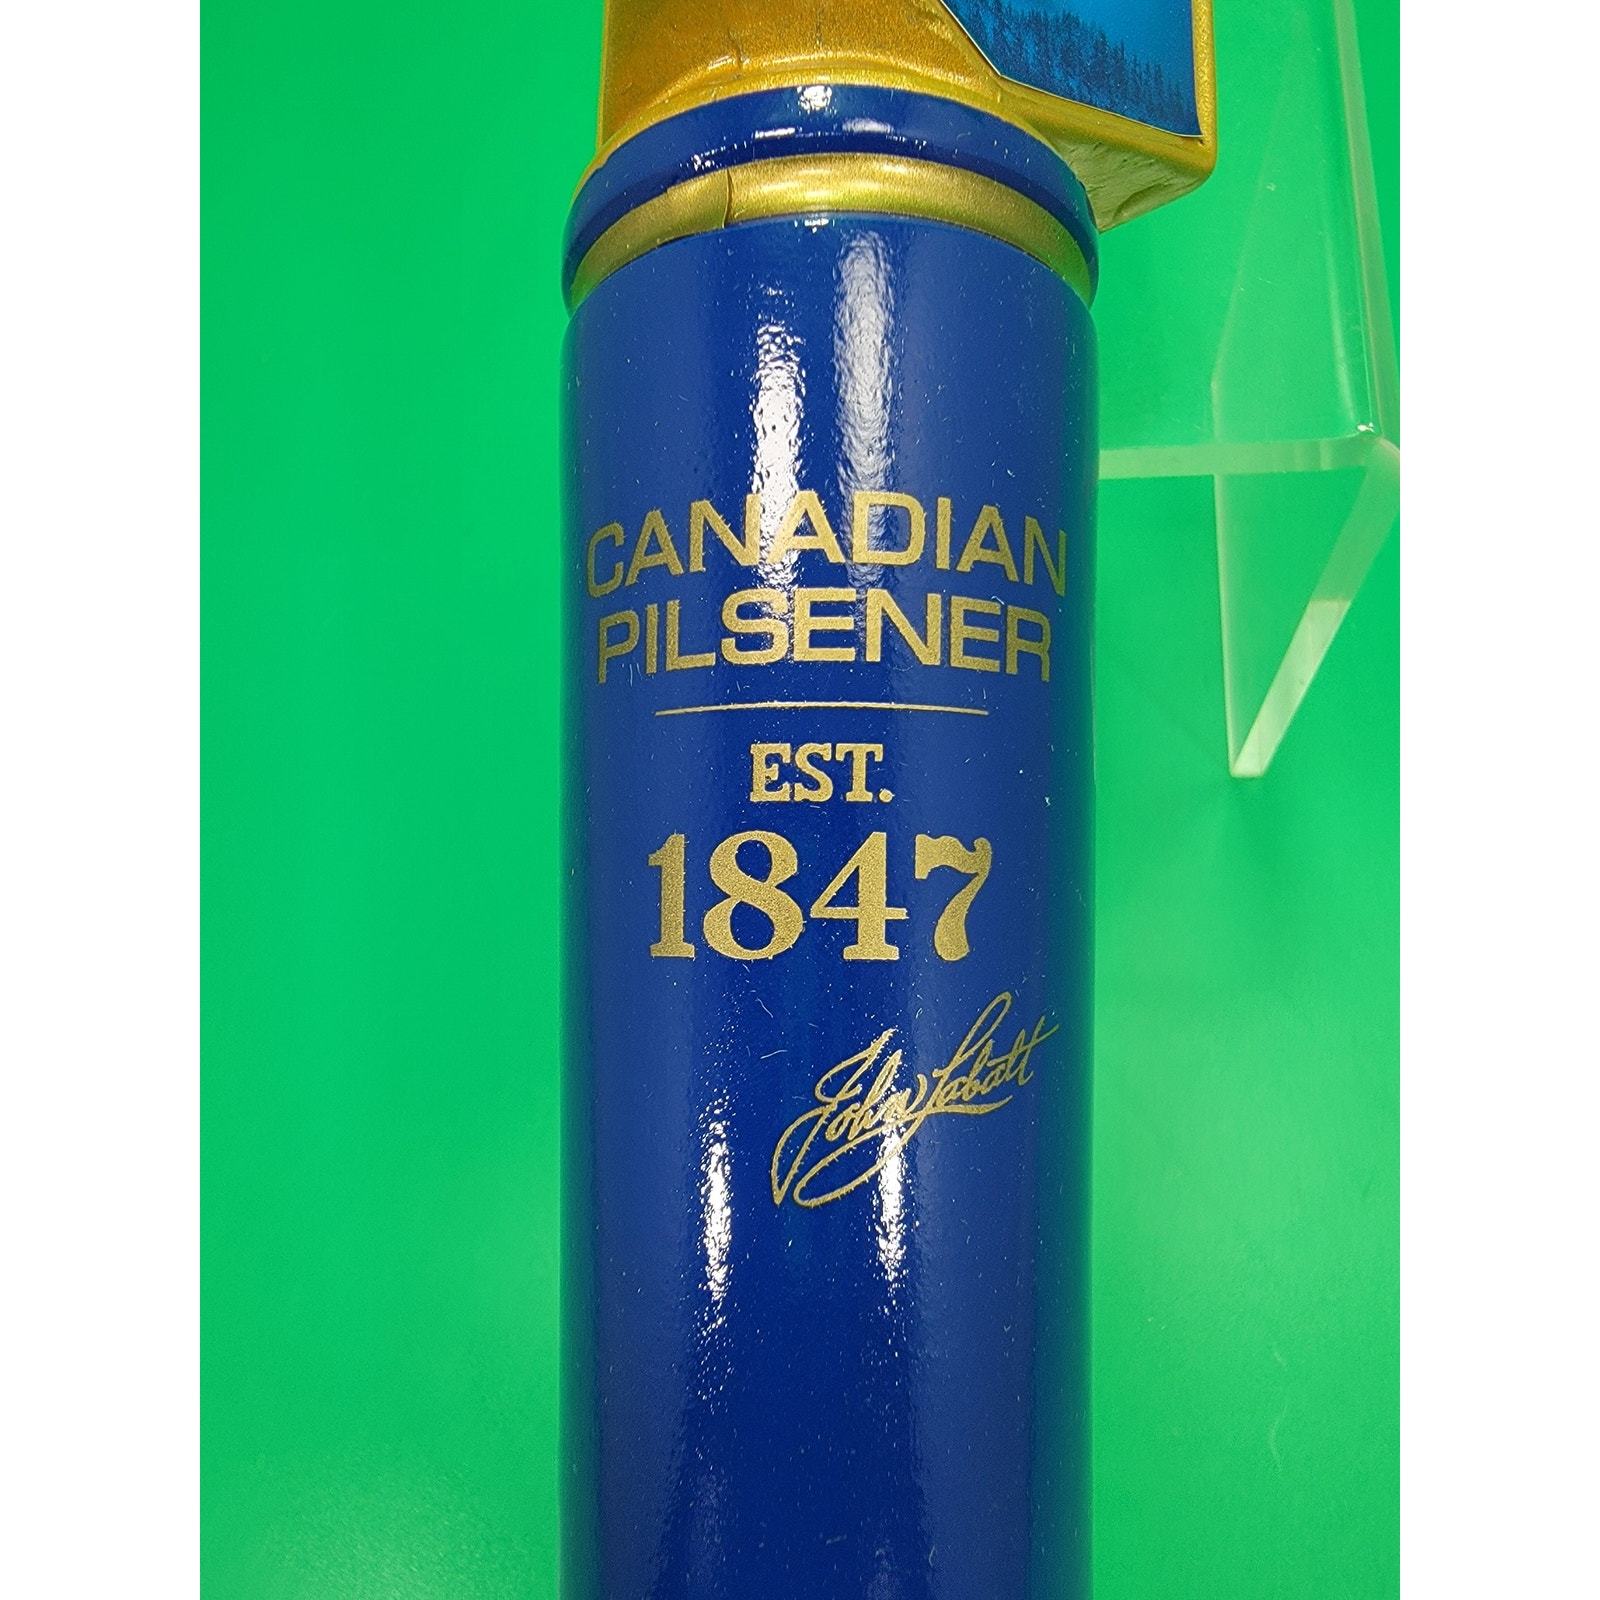 CANADIAN
PILSENER
EST.
1847
John Labatt